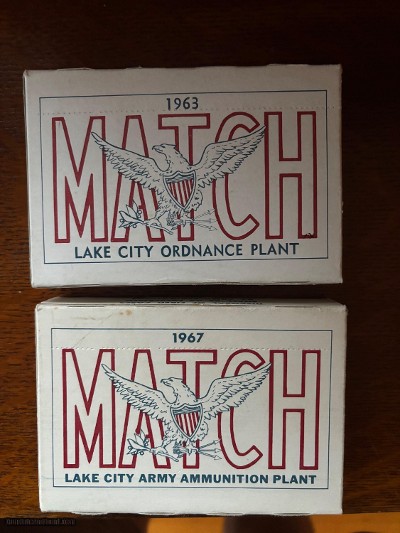 1963
MATCH
LAKE CITY ORDNANCE PLANT
1967
MATCH
LAKE CITY ARMY AMMUNITION PLANT